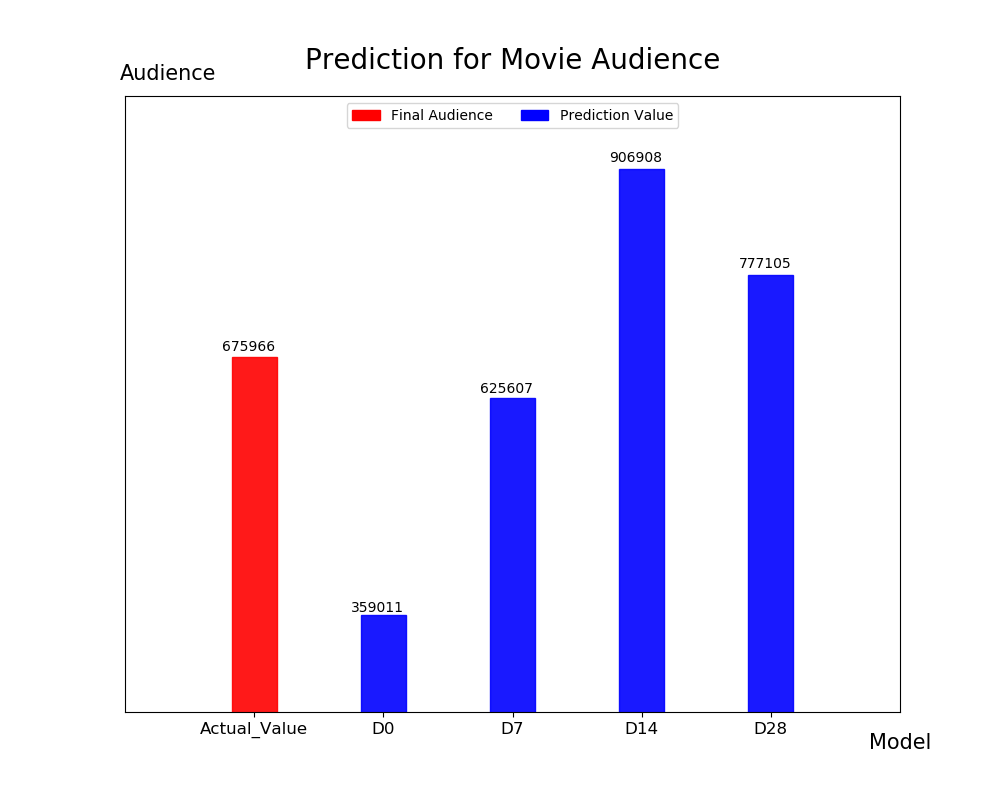 Prediction for Movie Audience
Audience
Final Audience
Prediction Value
906908
777105
675966
625607
359011
Actual_Value
D0
D7
D14
D28
Model